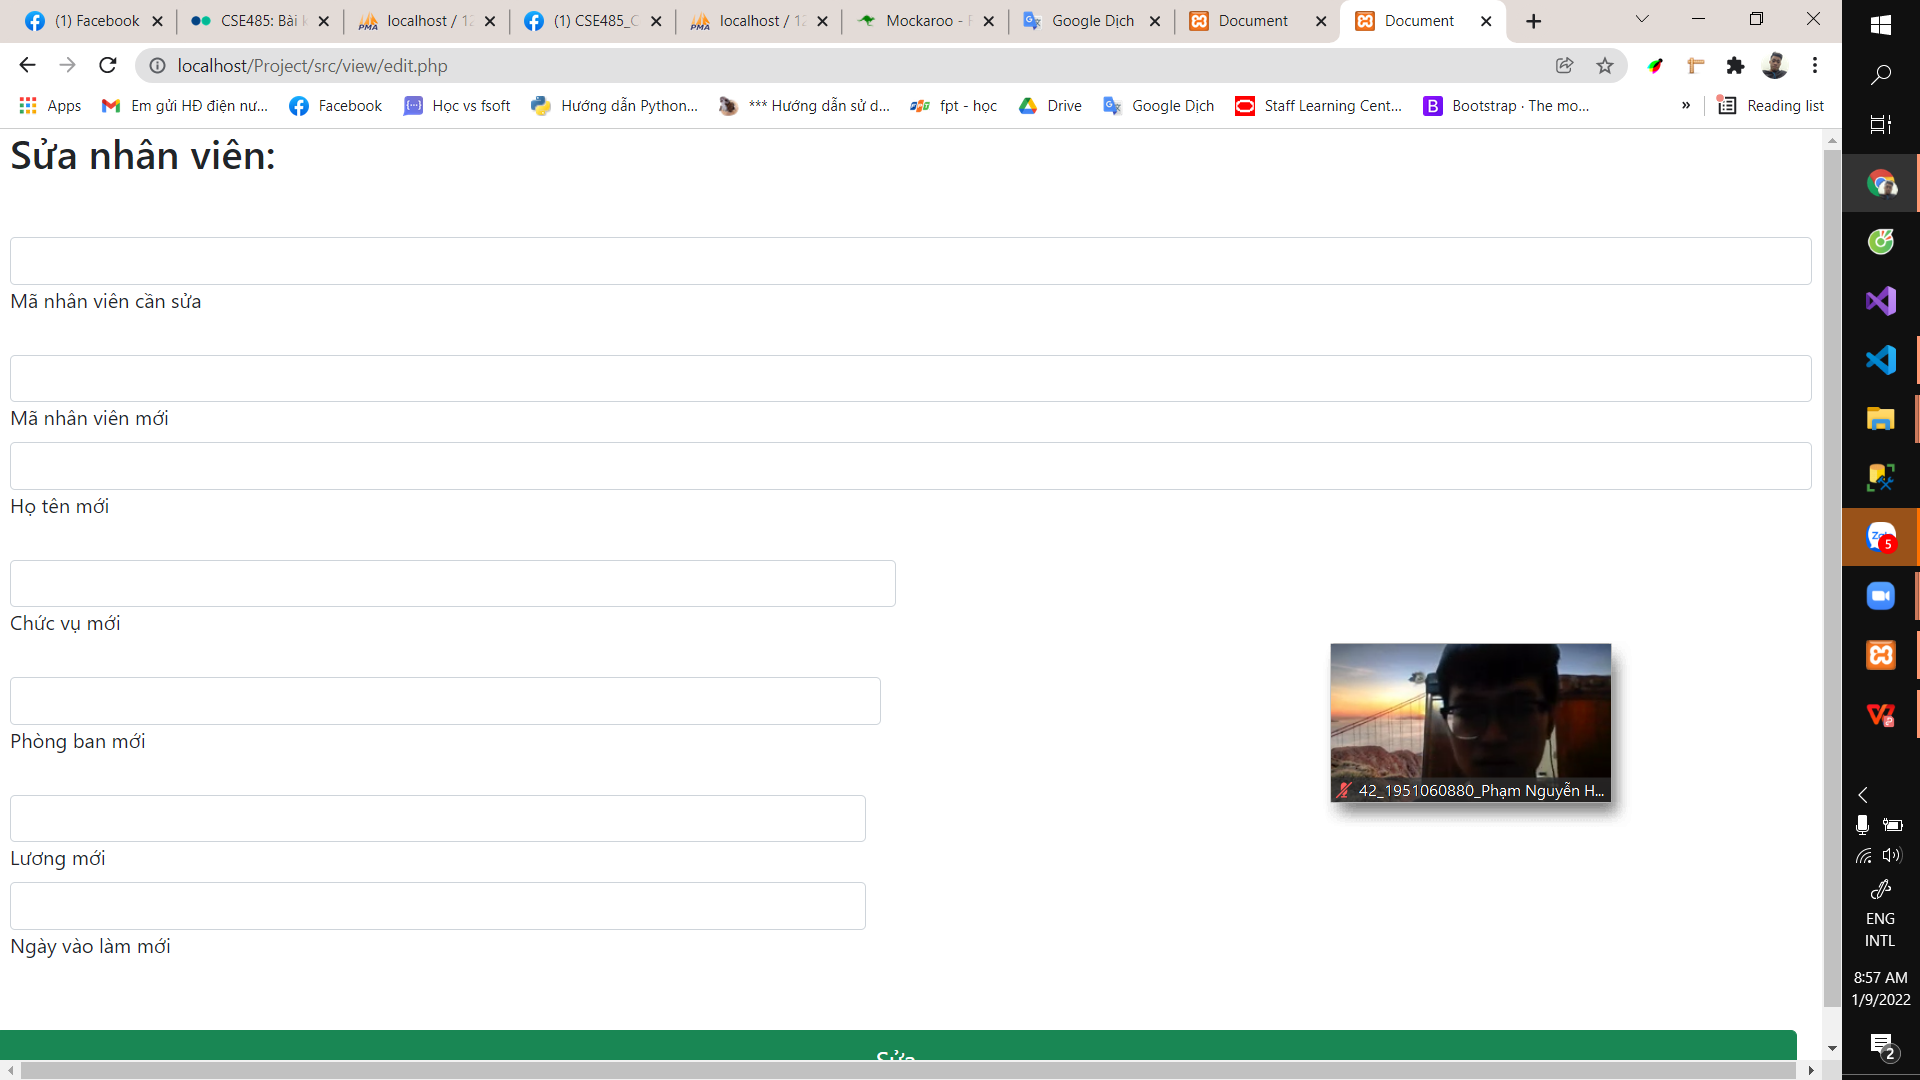 (1) Facebook
CSE485: Bài k
localhost / 12
(1) CSE485_C
localhost / 12
Mockaroo - F
Google Dịch
Document
Document
localhost/Project/src/view/edit.php
Apps
Em gửi HĐ điện nư...
Facebook
Học vs fsoft
Hướng dẫn Python...
*** Hướng dẫn sử d...
fpt - học
Drive
Google Dịch
Staff Learning Cent...
Bootstrap · The mo...
»
Reading list
Sửa nhân viên:
Mã nhân viên cần sửa
Mã nhân viên mới
Họ tên mới
Chức vụ mới
Phòng ban mới
42_1951060880_Phạm Nguyễn H...
Lương mới
Ngày vào làm mới
Sửa
5
ENG
INTL
8:57 AM
1/9/2022
2